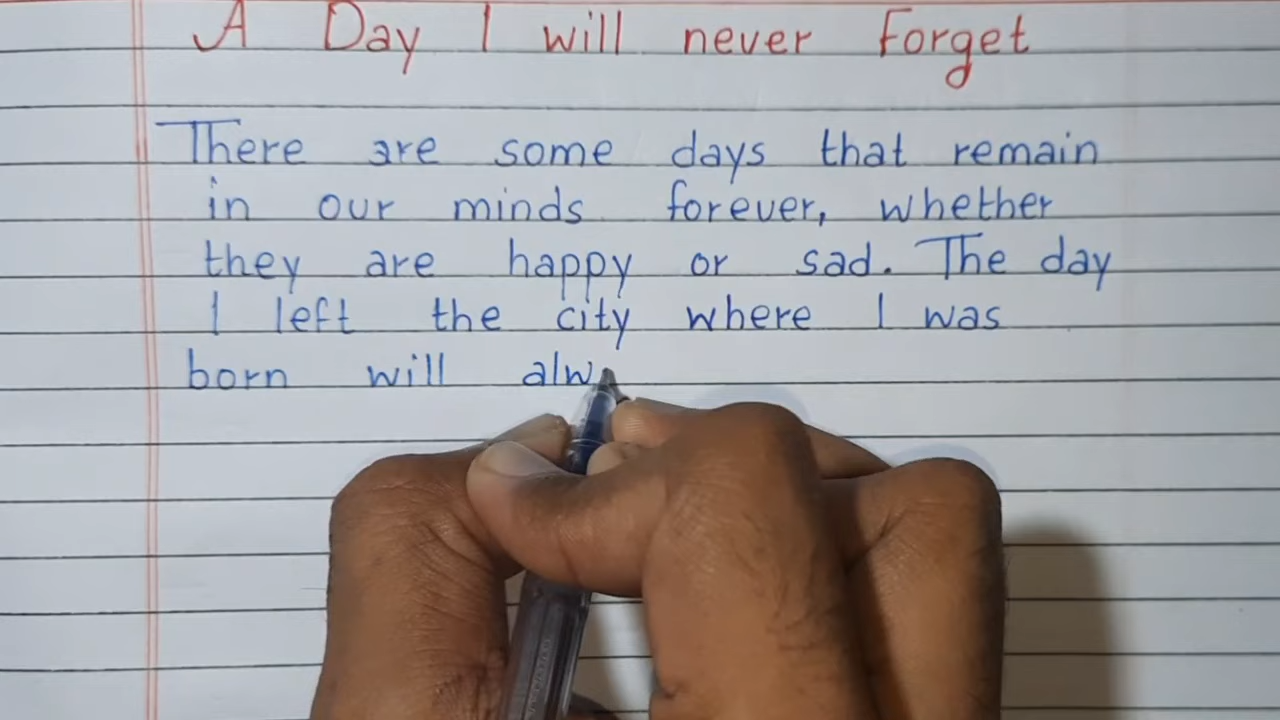 A Day I will never Forget
There are some days that remain
in our minds forever, whether
they are happy or sad. The day
I left the city where I was
born will alw